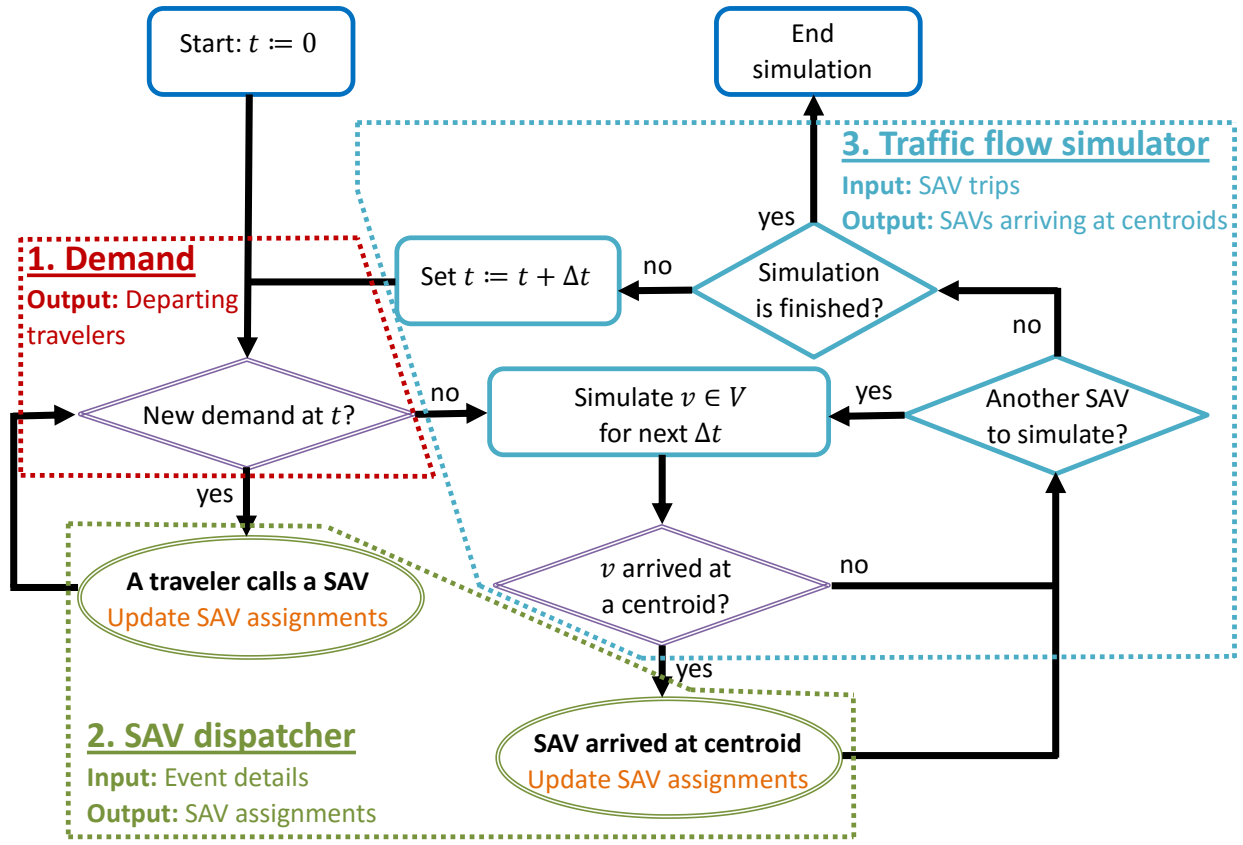 Start: 𝑡 ≔ 0
End
simulation
3. Traffic flow simulator
Input: SAV trips
Output: SAVs arriving at centroids
yes
1. Demand
Output: Departing
travelers
Set 𝑡 ≔ 𝑡 + Δ𝑡
no
Simulation
is finished?
no
New demand at 𝑡?
no
Simulate 𝑣 ∈ 𝑉
for next Δ𝑡
yes
Another SAV
to simulate?
yes
A traveler calls a SAV
Update SAV assignments
𝑣 arrived at
a centroid?
no
yes
2. SAV dispatcher
Input: Event details
Output: SAV assignments
SAV arrived at centroid
Update SAV assignments